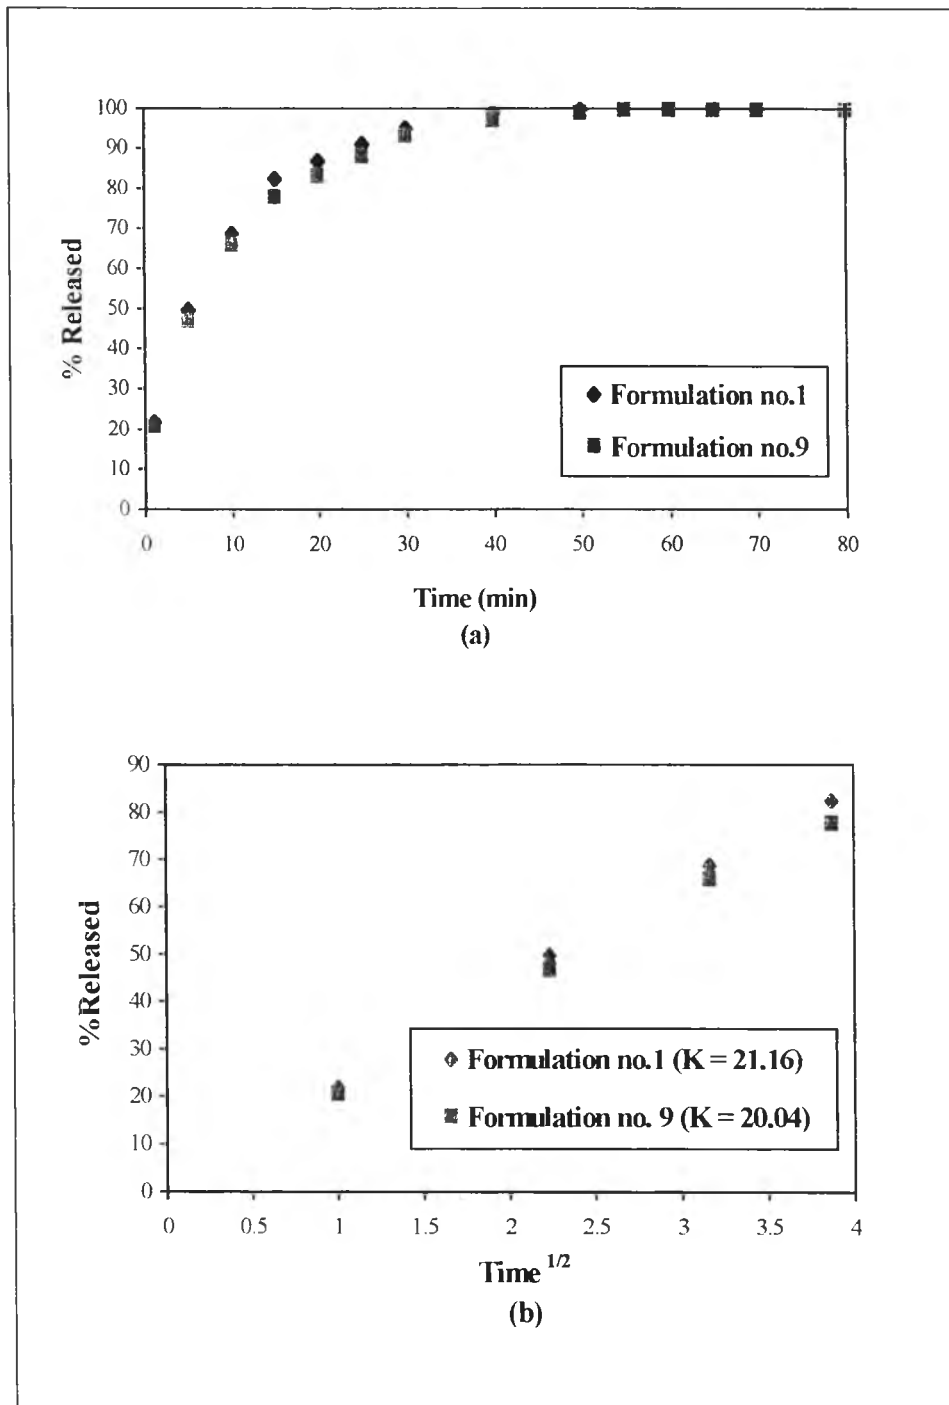 100
90
80
70
60
50
40
30
20
10
0
% Released
Formulation no.1
Formulation no.9
0 10 20 30 40 50 60 70 80
Time (min)
(a)
90
80
70
60
50
40
30
20
10
0
%Released
Formulation no.1 (K = 21.16)
Formulation no. 9 (K = 20.04)
0 0.5 1 1.5 2 2.5 3 3.5 4
Time 1/2
(b)